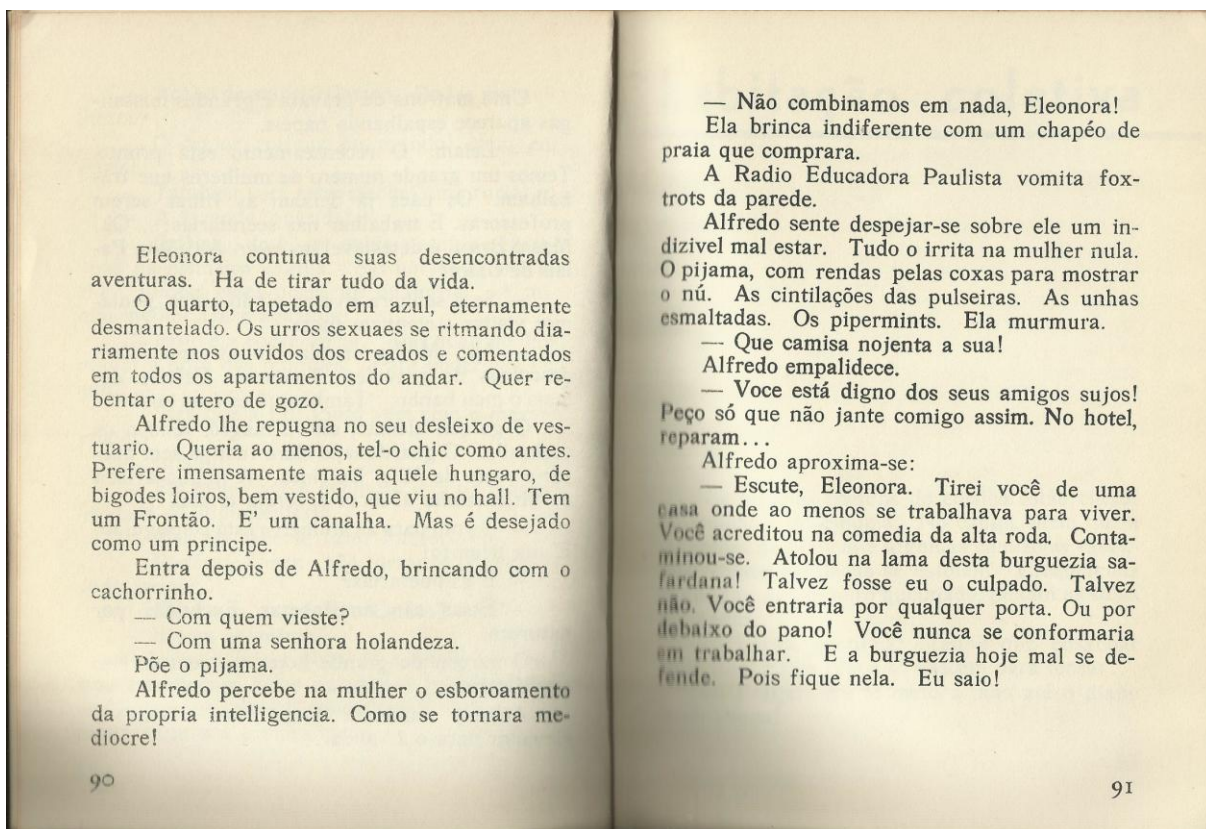 Eleonora continua suas desencontradas
aventuras. Ha de tirar tudo da vida.
O quarto, tapetado em azul, eternamente
desmantelado. Os urros sexuaes se ritmando dia-
riamente nos ouvidos dos creados e comentados
em todos os apartamentos do andar. Quer re-
bentar o utero de gozo.
Alfredo lhe repugna no seu desleixo de ves-
tuario. Queria ao menos, tel-o chic como antes.
Prefere imensamente mais aquele hungaro, de
bigodes loiros, bem vestido, que viu no hall. Tem
um Frontão. E' um canalha. Mas é desejado
como um principe.
Entra depois de Alfredo, brincando com o
cachorrinho.
— Com quem vieste?
— Com uma senhora holandeza.
Põe o pijama.
Alfredo percebe na mulher o esboroamento
da propria intelligencia. Como se tornara me-
diocre!
90
— Não combinamos em nada, Eleonora!
Ela brinca indiferente com um chapéo de
praia que comprara.
A Radio Educadora Paulista vomita fox-
trots da parede.
Alfredo sente despejar-se sobre ele um in-
dizivel mal estar. Tudo o irrita na mulher nula.
O pijama, com rendas pelas coxas para mostrar
o nú. As cintilações das pulseiras. As unhas
esmaltadas. Os pipermints. Ela murmura.
— Que camisa nojenta a sua!
Alfredo empalidece.
— Voce está digno dos seus amigos sujos!
Peço só que não jante comigo assim. No hotel,
reparam...
Alfredo aproxima-se:
— Escute, Eleonora. Tirei você de uma
casa onde ao menos se trabalhava para viver.
Você acreditou na comedia da alta roda. Conta-
minou-se. Atolou na lama desta burguezia sa-
fardana! Talvez fosse eu o culpado. Talvez
não. Você entraria por qualquer porta. Ou por
debaixo do pano! Você nunca se conformaria
em trabalhar. E a burguezia hoje mal se de-
fende. Pois fique nela. Eu saio!
91